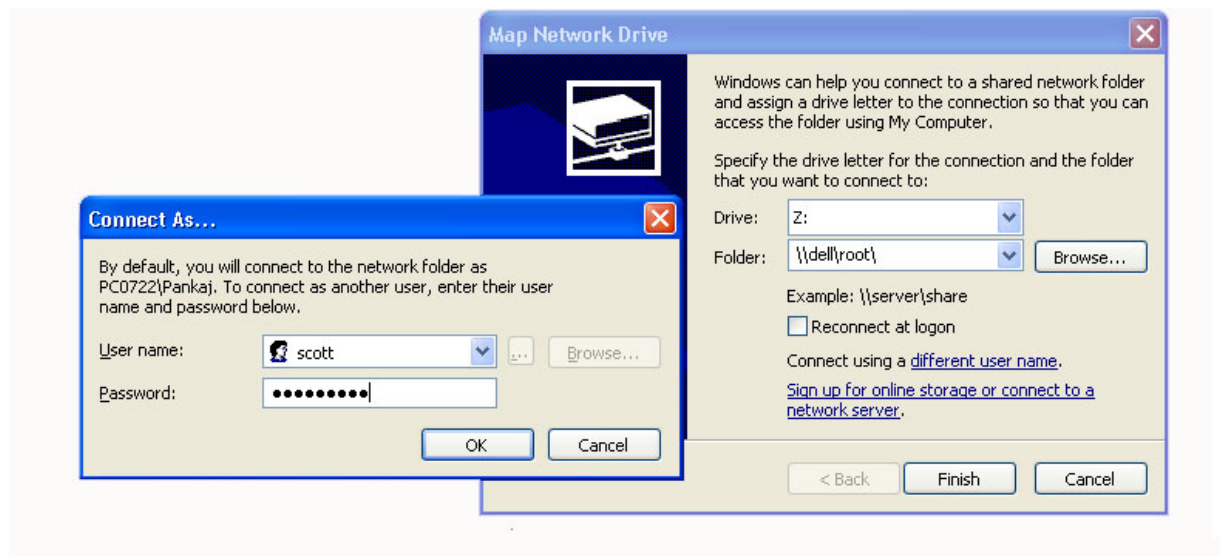 Map Network Drive
Windows can help you connect to a shared network folder
and assign a drive letter to the connection so that you can
access the folder using My Computer.
Specify the drive letter for the connection and the folder
that you want to connect to:
Drive: Z:
Folder: \\dell\root\ Browse...
Example: \\server\share
Reconnect at logon
Connect using a different user name.
Sign up for online storage or connect to a
network server.
< Back Finish Cancel
Connect As...
By default, you will connect to the network folder as
PC0722\Pankaj. To connect as another user, enter their user
name and password below.
User name: scott ... Browse...
Password: ●●●●●●●●●
OK Cancel